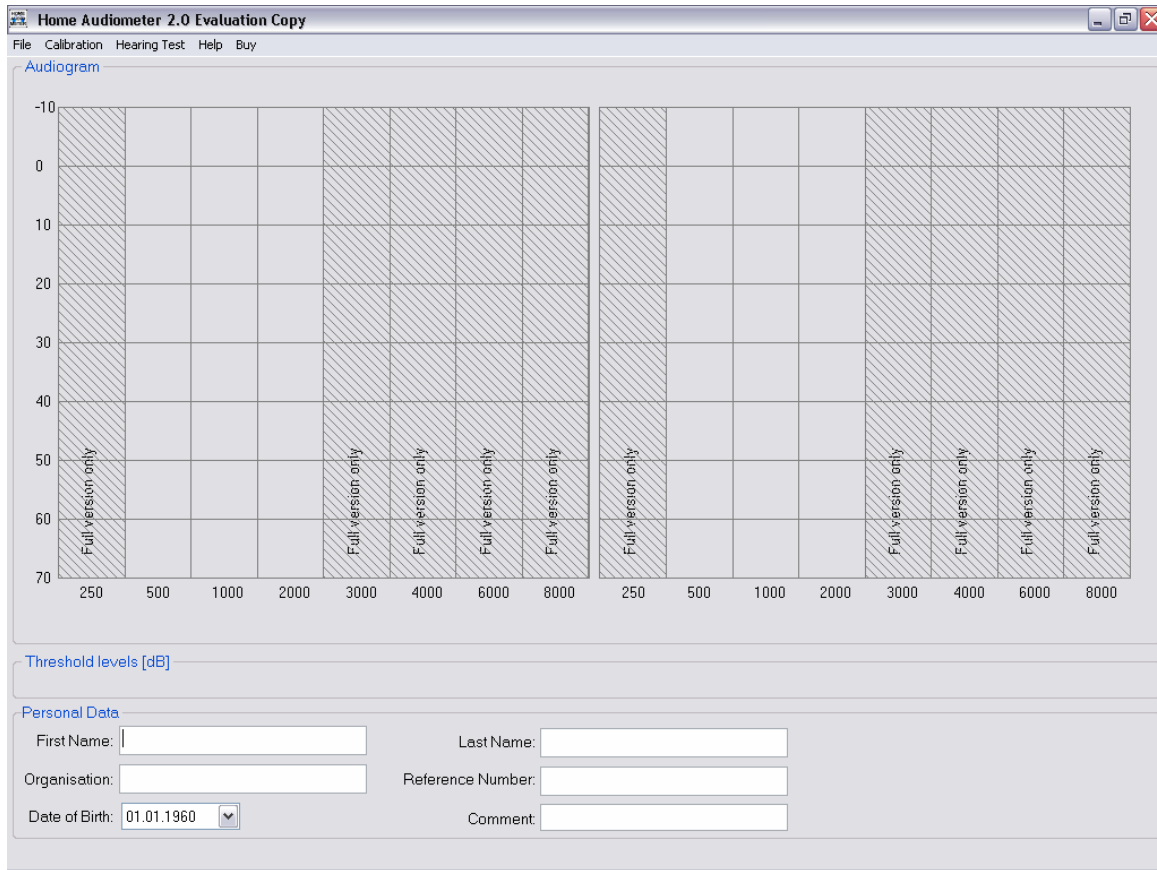 Home Audiometer 2.0 Evaluation Copy
File Calibration Hearing Test Help Buy
Audiogram
-10
0
10
20
30
40
50
60
70
Full version only Full version only Full version only Full version only Full version only Full version only Full version only Full version only Full version only Full version only
250 500 1000 2000 3000 4000 6000 8000 250 500 1000 2000 3000 4000 6000 8000
Threshold levels [dB]
Personal Data
First Name: Last Name:
Organisation: Reference Number:
Date of Birth: 01.01.1960 Comment: